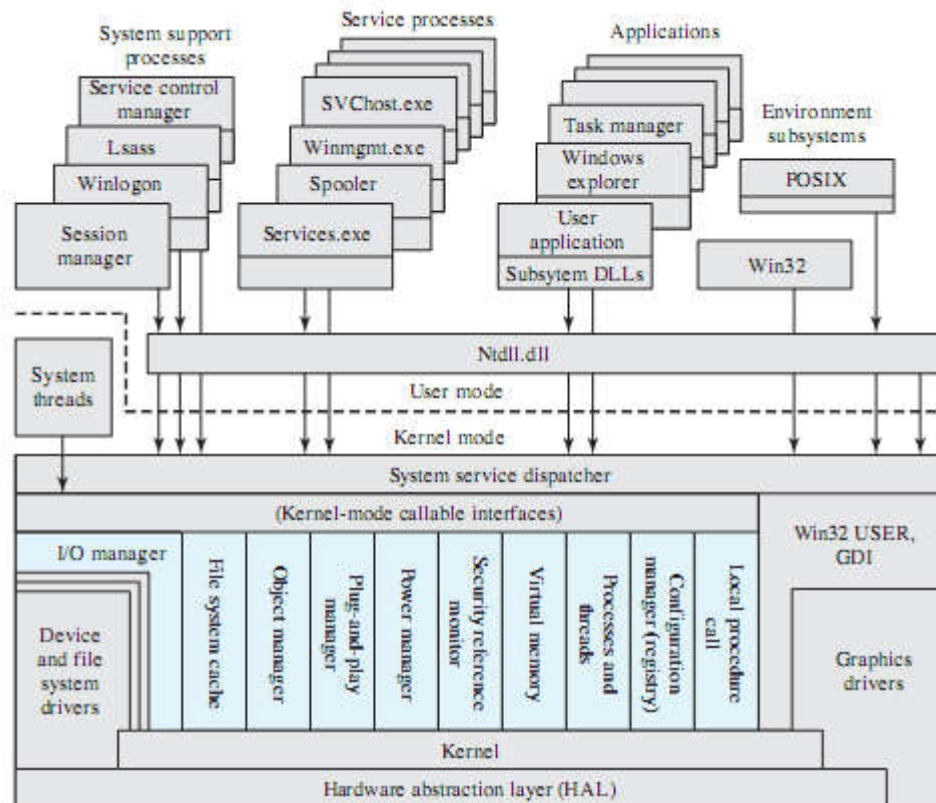 System support
processes
Service processes
Applications
Environment
subsystems
Service control
manager
Lsass
Winlogon
Session
manager
SVChost.exe
Winmgmt.exe
Spooler
Services.exe
Task manager
Windows
explorer
User
application
Subsytem DLLs
POSIX
Win32
Ntdll.dll
System
threads
User mode
Kernel mode
System service dispatcher
(Kernel-mode callable interfaces)
I/O manager
Device
and file
system
drivers
File system cache
Object manager
Plug-and-play
manager
Power manager
Security reference
monitor
Virtual memory
Processes and
threads
Configuration
manager (registry)
Local procedure
call
Win32 USER,
GDI
Graphics
drivers
Kernel
Hardware abstraction layer (HAL)